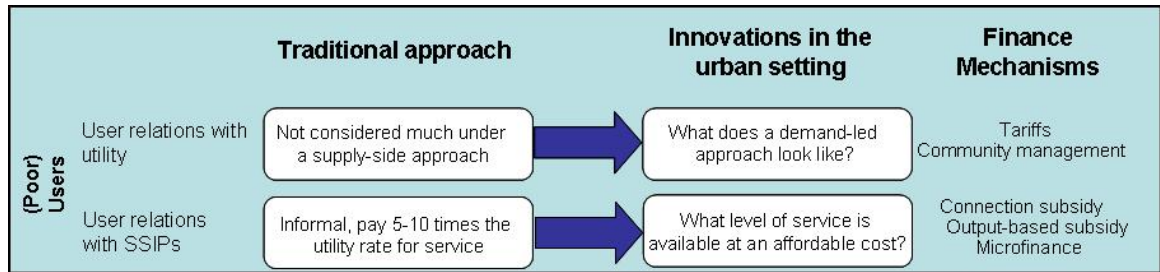 Traditional approach
Innovations in the
urban setting
Finance
Mechanisms
(Poor)
Users
User relations with
utility
Not considered much under
a supply-side approach
What does a demand-led
approach look like?
Tariffs
Community management
User relations
with SSIPs
Informal, pay 5-10 times the
utility rate for service
What level of service is
available at an affordable cost?
Connection subsidy
Output-based subsidy
Microfinance